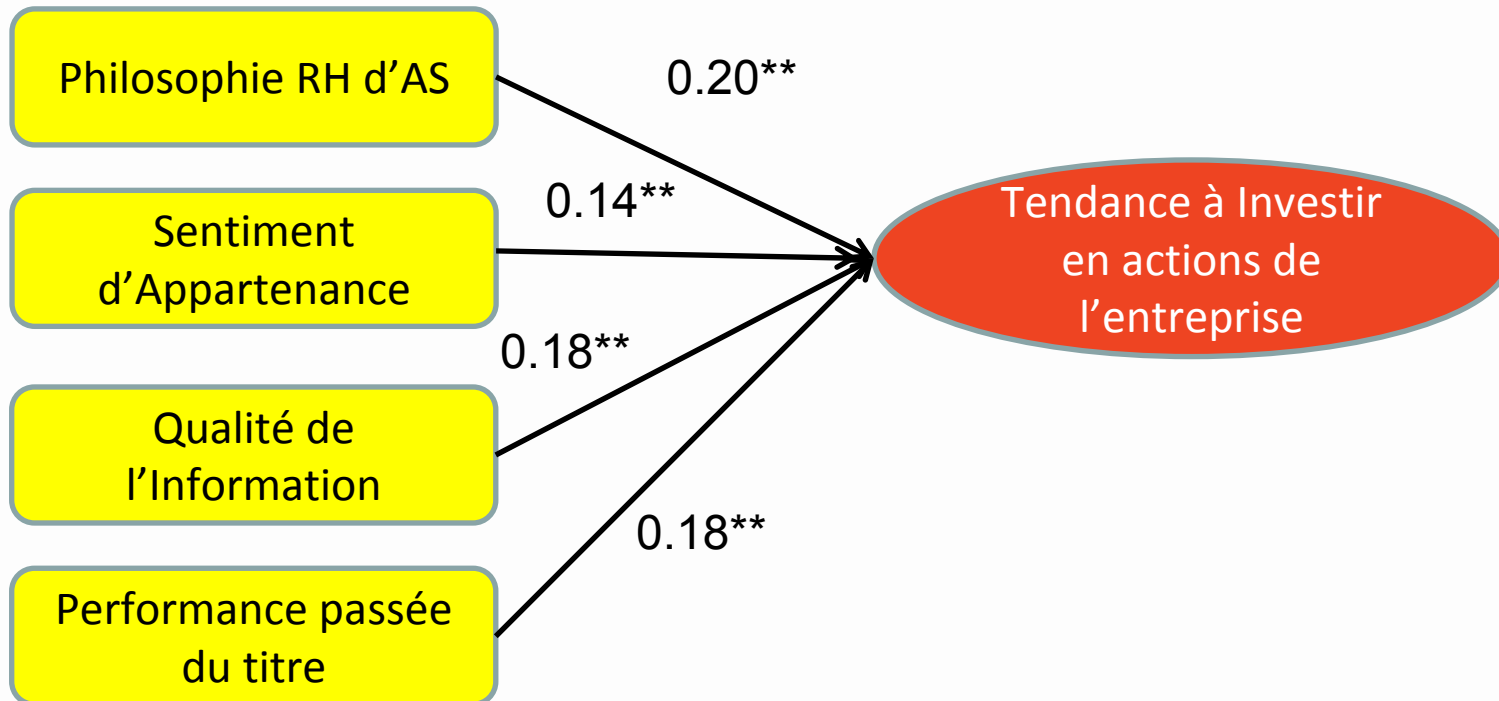 Philosophie RH d’AS
0.20**
Sentiment
d’Appartenance
0.14**
Qualité de
l’Information
0.18**
Performance passée
du titre
0.18**
Tendance à Investir
en actions de
l’entreprise